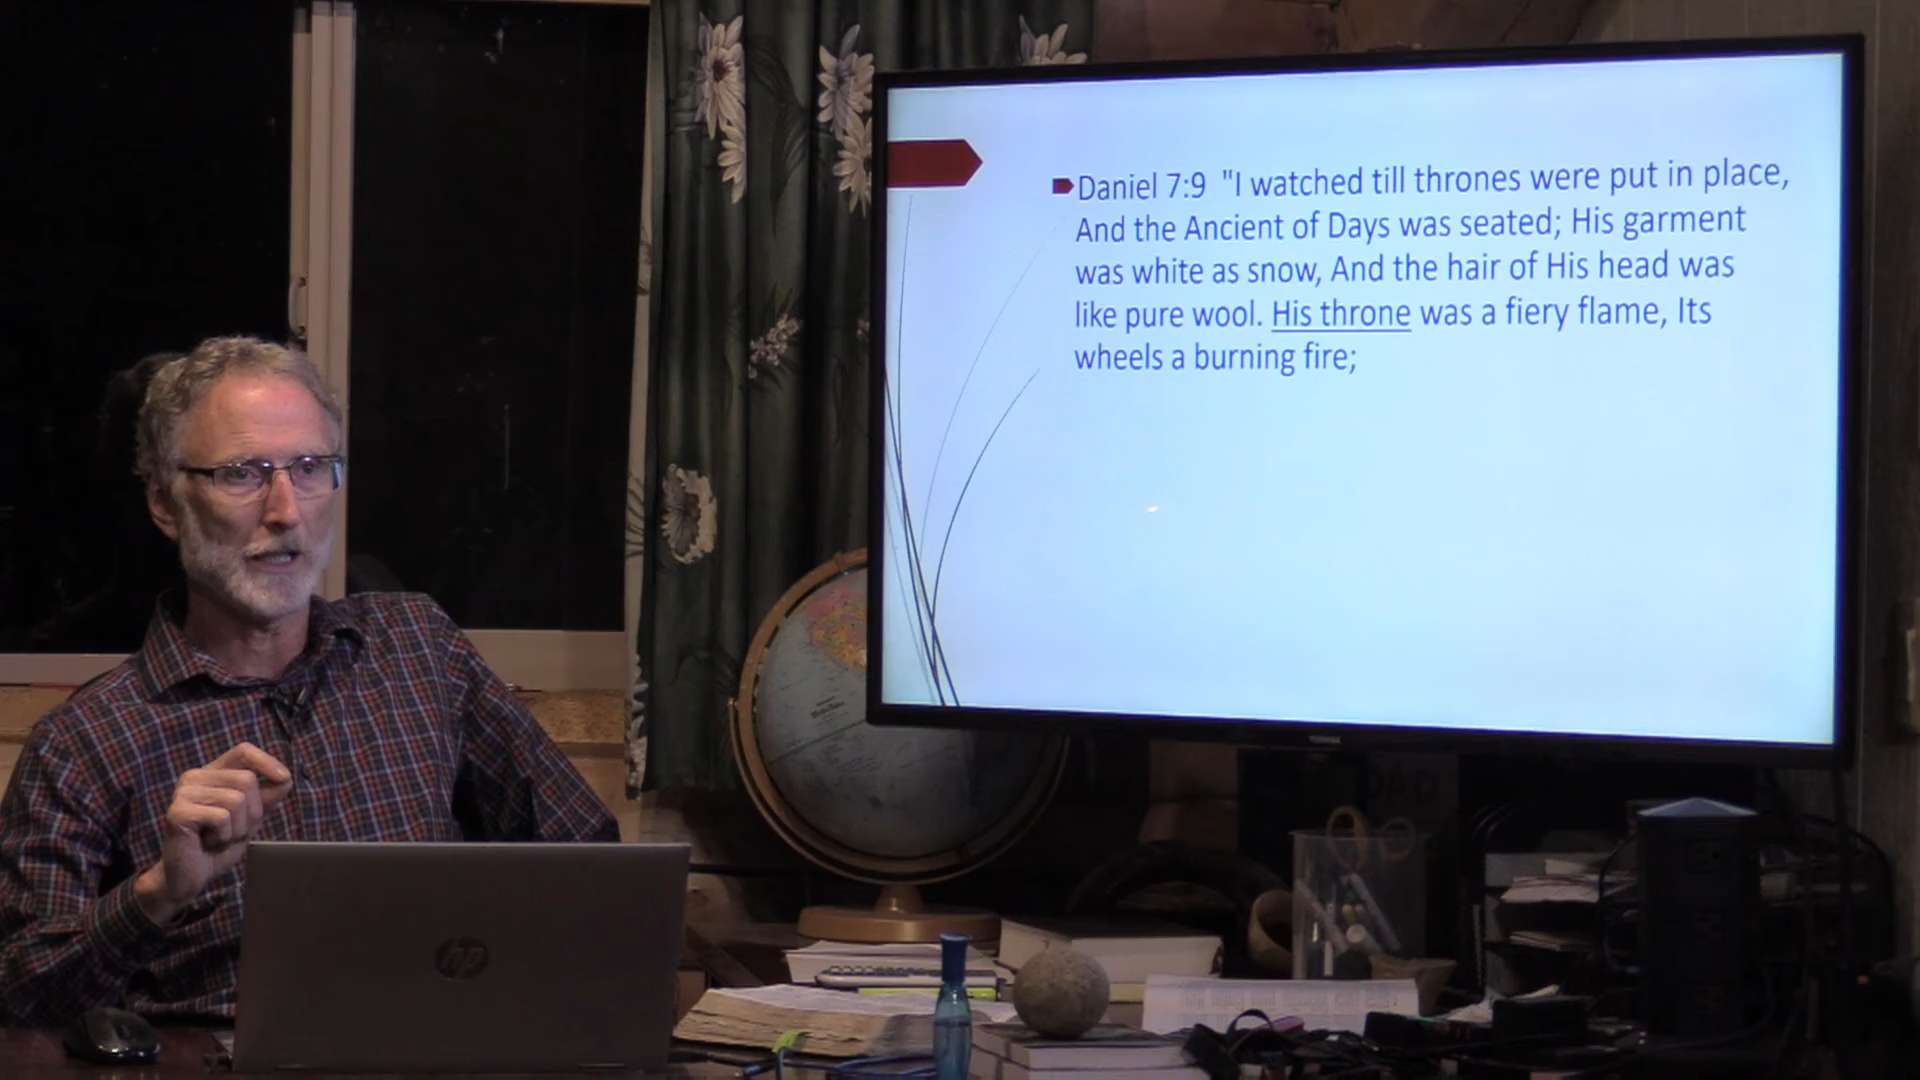 Daniel 7:9 "I watched till thrones were put in place,
And the Ancient of Days was seated; His garment
was white as snow, And the hair of His head was
like pure wool. His throne was a fiery flame, Its
wheels a burning fire;
TOSHIBA
hp